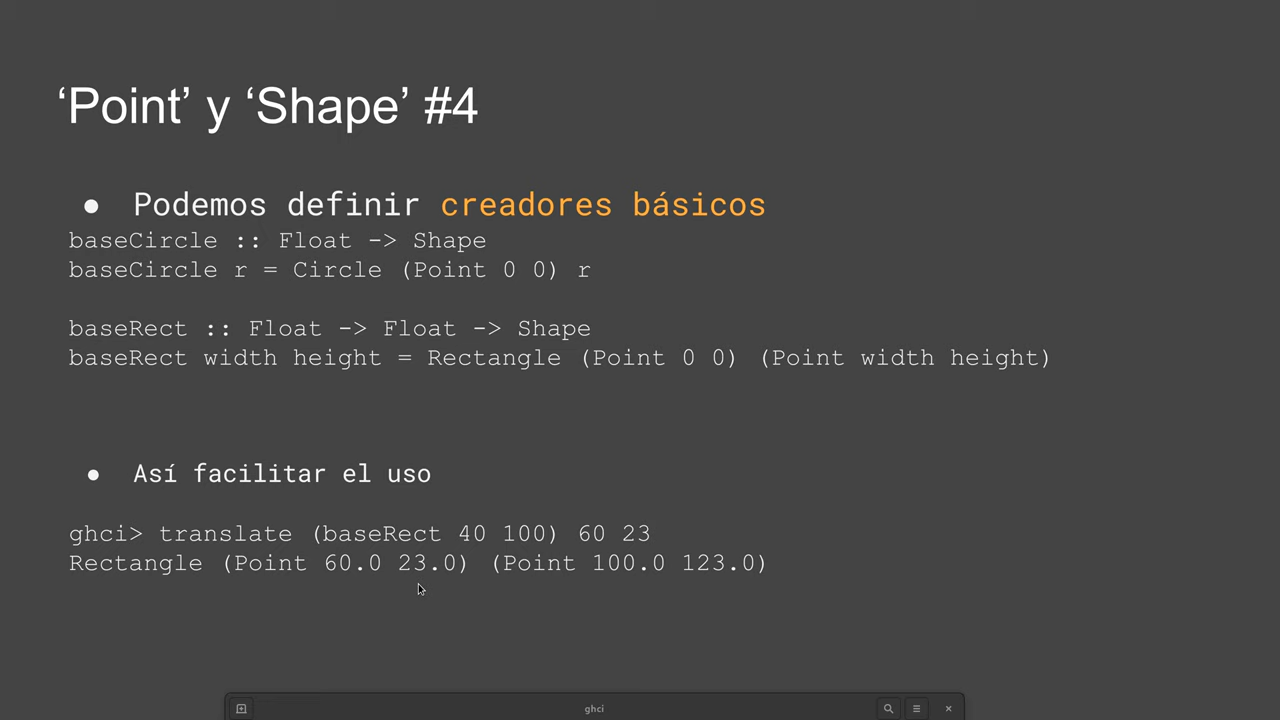 ‘Point’ y ‘Shape’ #4
● Podemos definir creadores básicos
baseCircle :: Float -> Shape
baseCircle r = Circle (Point 0 0) r
baseRect :: Float -> Float -> Shape
baseRect width height = Rectangle (Point 0 0) (Point width height)
● Así facilitar el uso
ghci> translate (baseRect 40 100) 60 23
Rectangle (Point 60.0 23.0) (Point 100.0 123.0)
ghci